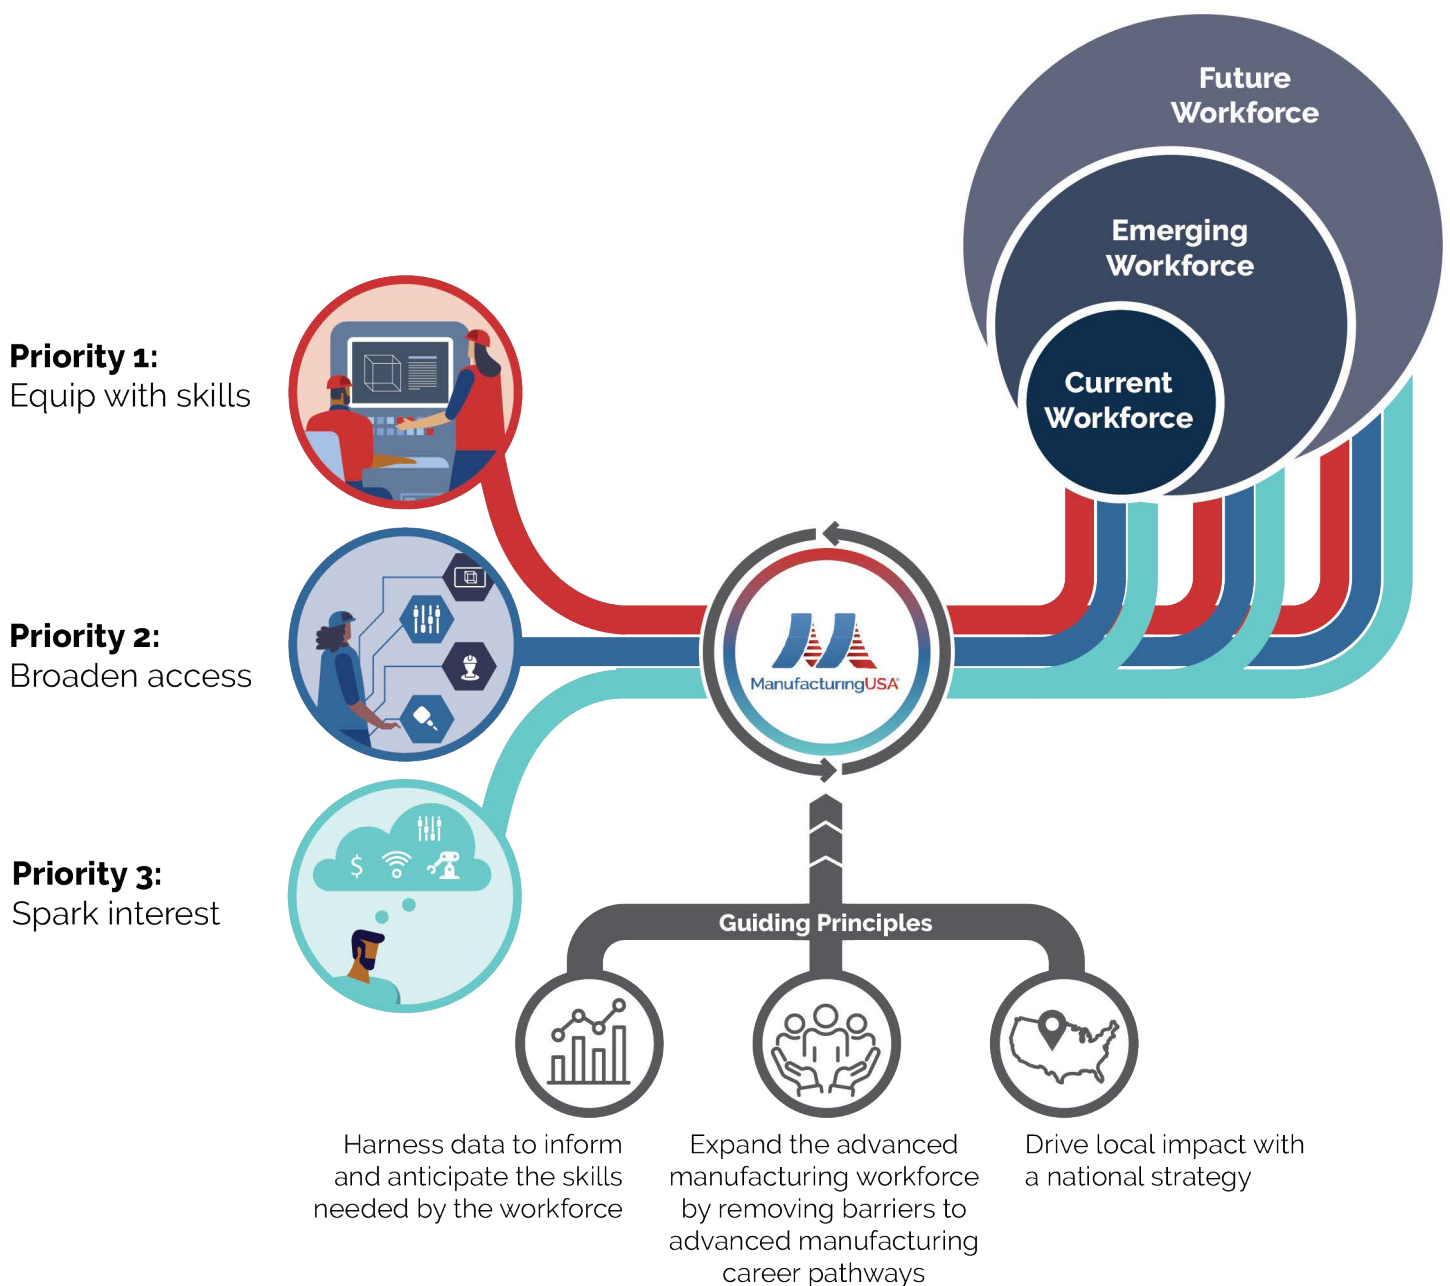 Future
Workforce
Emerging
Workforce
Current
Workforce
Priority 1:
Equip with skills
Priority 2:
Broaden access
ManufacturingUSA®
Priority 3:
Spark interest
$
Guiding Principles
Harness data to inform
and anticipate the skills
needed by the workforce
Expand the advanced
manufacturing workforce
by removing barriers to
advanced manufacturing
career pathways
Drive local impact with
a national strategy